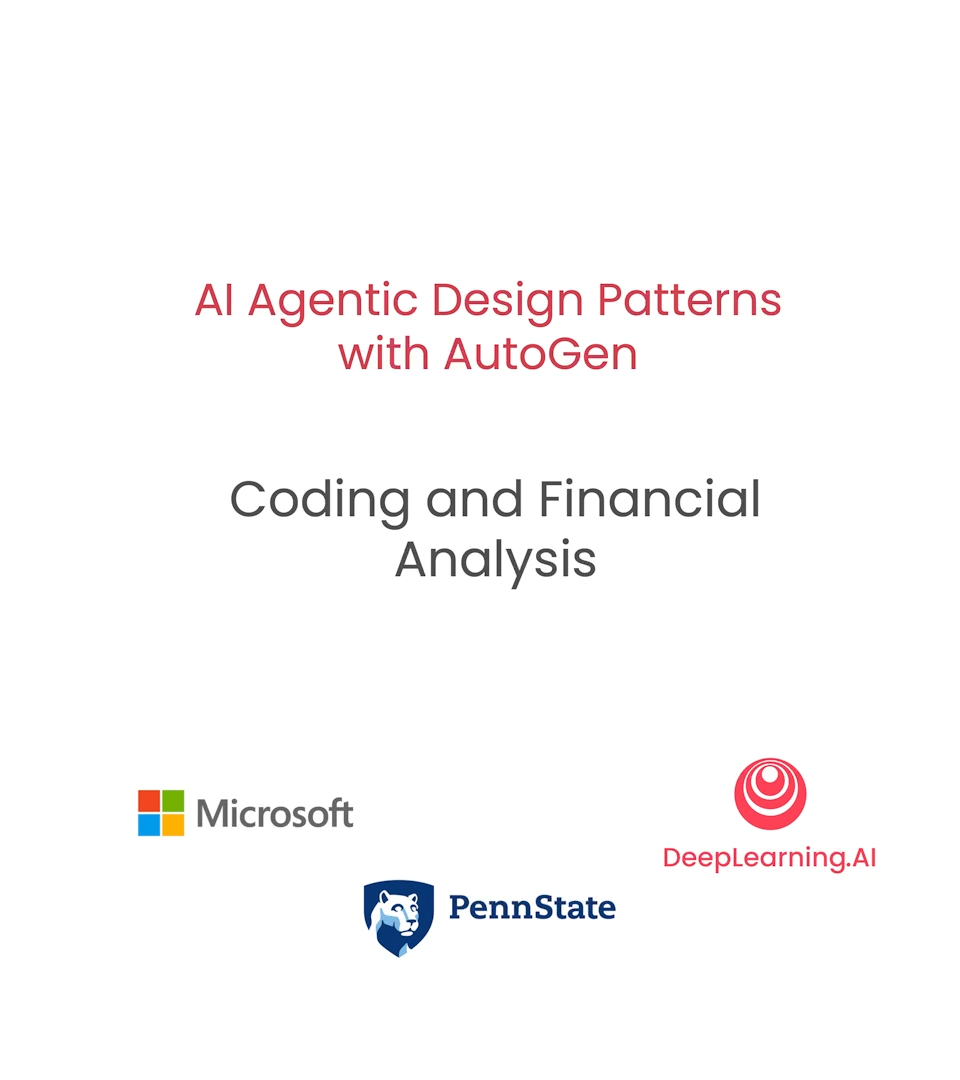 AI Agentic Design Patterns
with AutoGen
Coding and Financial
Analysis
Microsoft
DeepLearning.AI
PennState